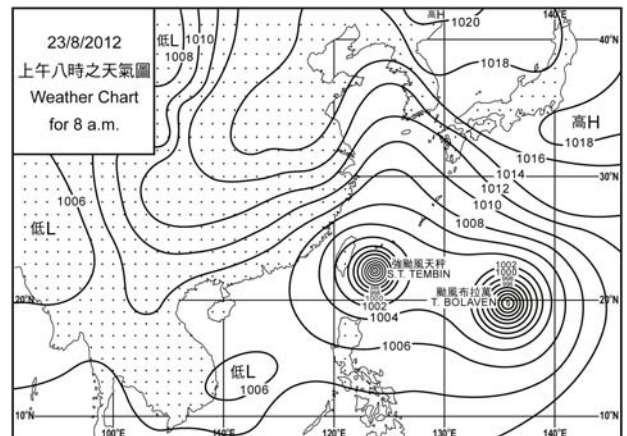 23/8/2012
上午八時之天氣圖
Weather Chart
for 8 a.m.
低L
1010
1008
高H
1020
140°E
40°N
1018
高H
1018
1016
1014
1012
1010
1008
30°N
1006
低L
強颱風天秤
S.T. TEMBIN
1000
1002
1004
1006
颱風布拉萬
T. BOLAVEN
1002
1000
20°N
20°N
低L
1006
10°N
10°N
100°E
110°E
120°E
130°E
140°E